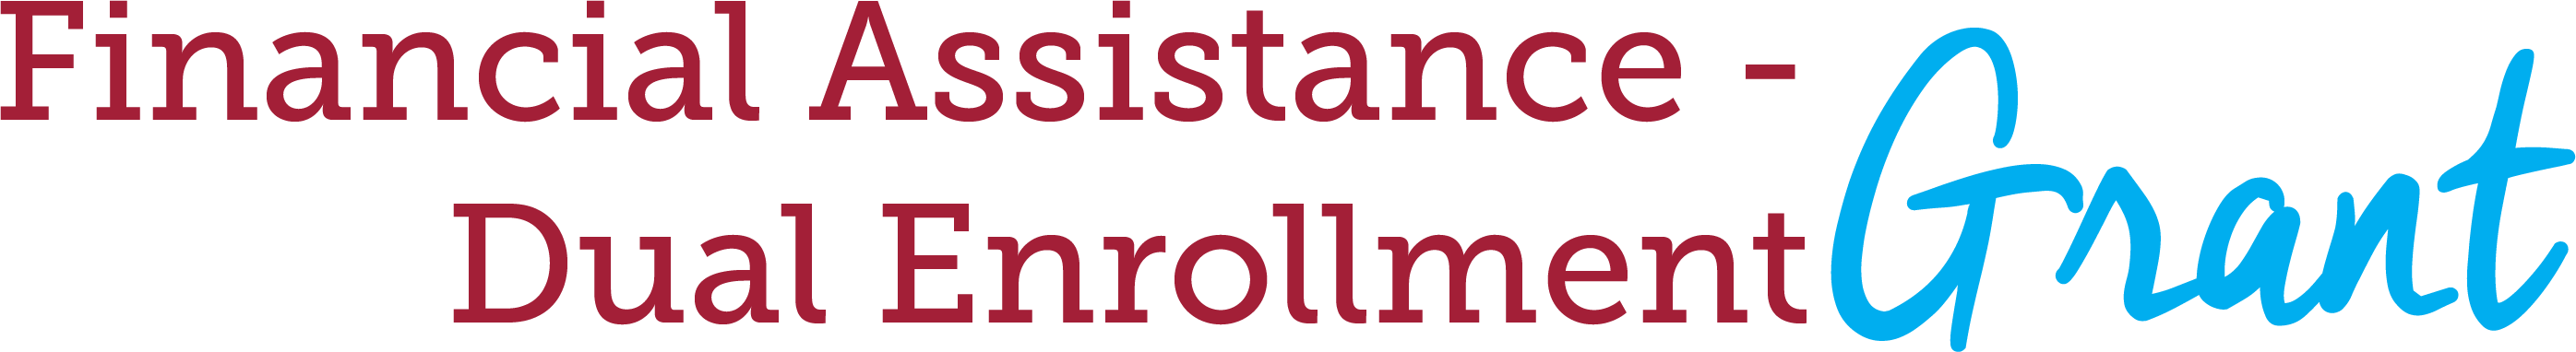 Financial Assistance -
Dual Enrollment Grant